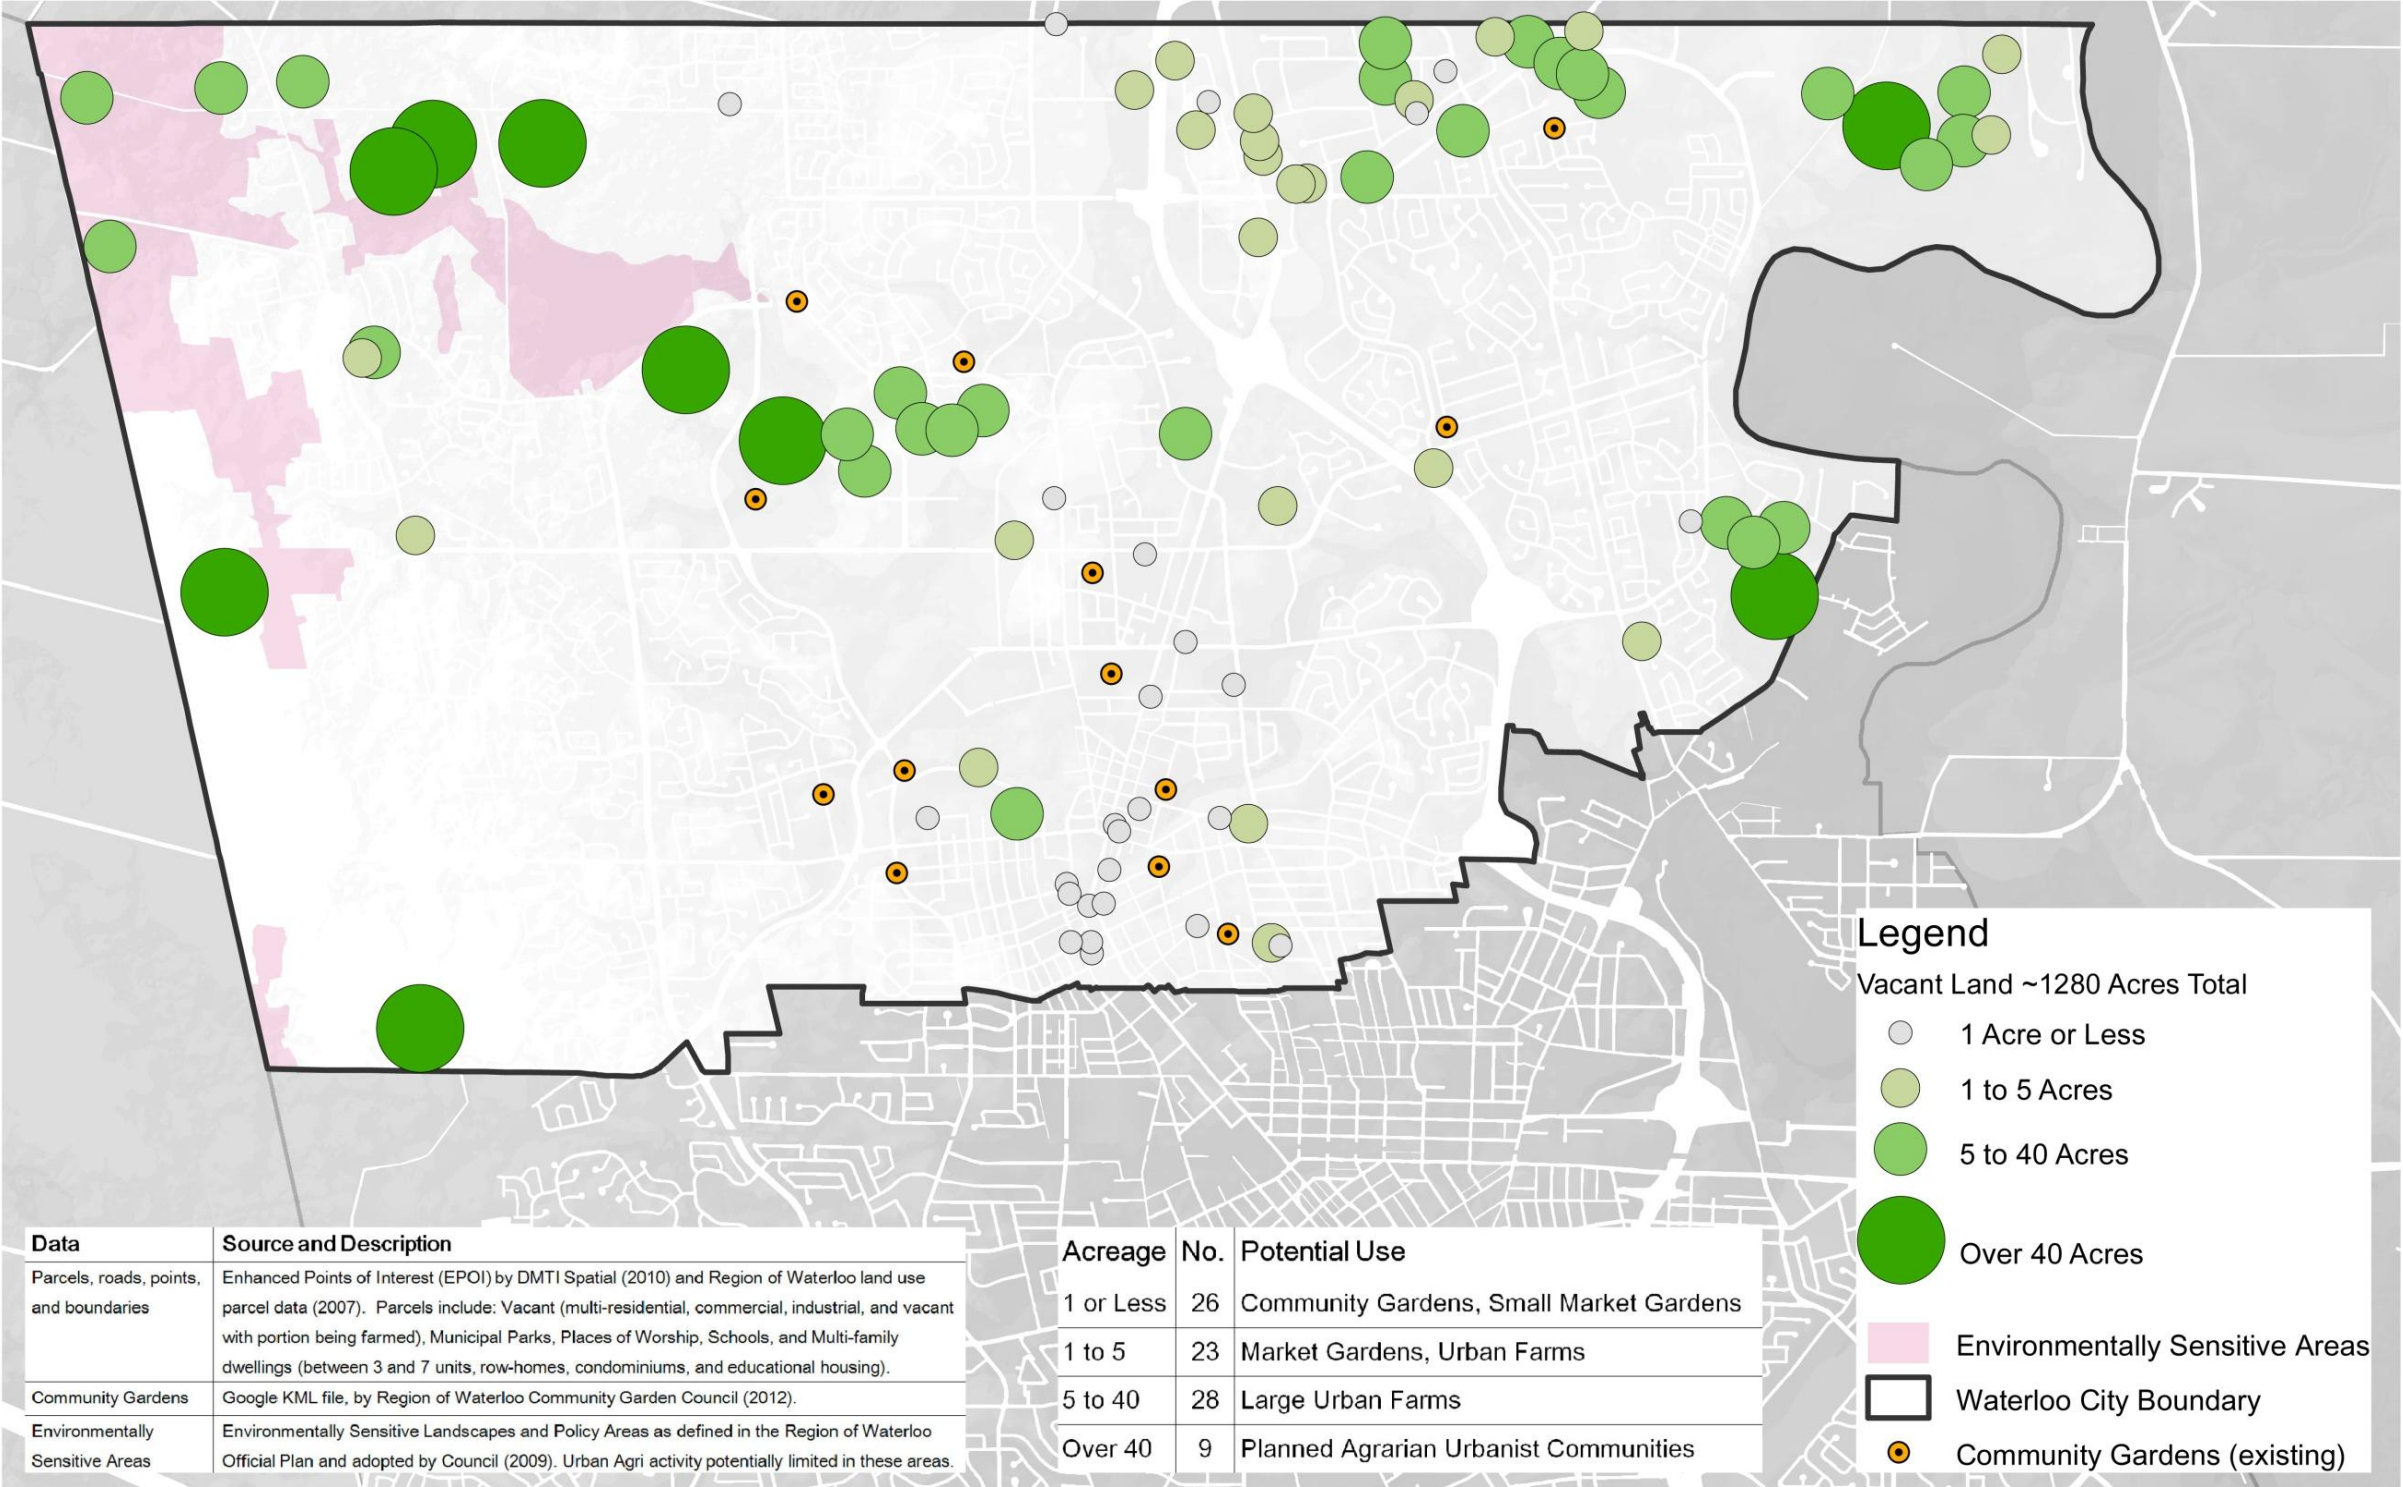 Legend
Vacant Land ~1280 Acres Total
1 Acre or Less
1 to 5 Acres
5 to 40 Acres
Over 40 Acres
Environmentally Sensitive Areas
Waterloo City Boundary
Community Gardens (existing)
Data Source and Description
Parcels, roads, points, and boundaries
Enhanced Points of Interest (EPOI) by DMTI Spatial (2010) and Region of Waterloo land use
parcel data (2007). Parcels include: Vacant (multi-residential, commercial, industrial, and vacant
with portion being farmed), Municipal Parks, Places of Worship, Schools, and Multi-family
dwellings (between 3 and 7 units, row-homes, condominiums, and educational housing).
Community Gardens Google KML file, by Region of Waterloo Community Garden Council (2012).
Environmentally Sensitive Areas
Environmentally Sensitive Landscapes and Policy Areas as defined in the Region of Waterloo
Official Plan and adopted by Council (2009). Urban Agri activity potentially limited in these areas.
Acreage No. Potential Use
1 or Less 26 Community Gardens, Small Market Gardens
1 to 5 23 Market Gardens, Urban Farms
5 to 40 28 Large Urban Farms
Over 40 9 Planned Agrarian Urbanist Communities